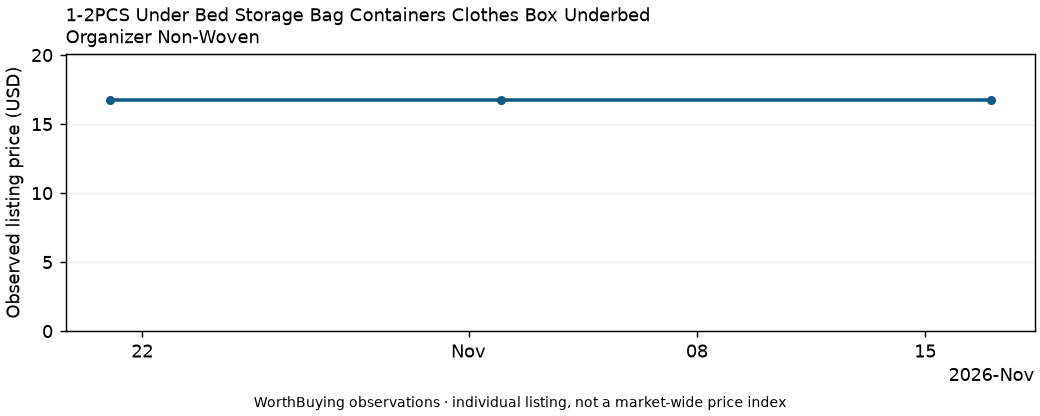 1-2PCS Under Bed Storage Bag Containers Clothes Box Underbed
Organizer Non-Woven
Observed listing price (USD)
20
15
10
5
0
22
Nov
08
15
2026-Nov
WorthBuying observations · individual listing, not a market-wide price index